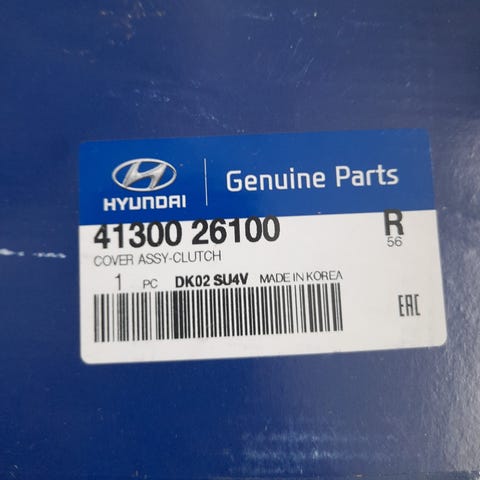 HYUNDAI
Genuine Parts
41300 26100 R
COVER ASSY-CLUTCH 56
1 PC DK02 SU4V MADE IN KOREA
EAC